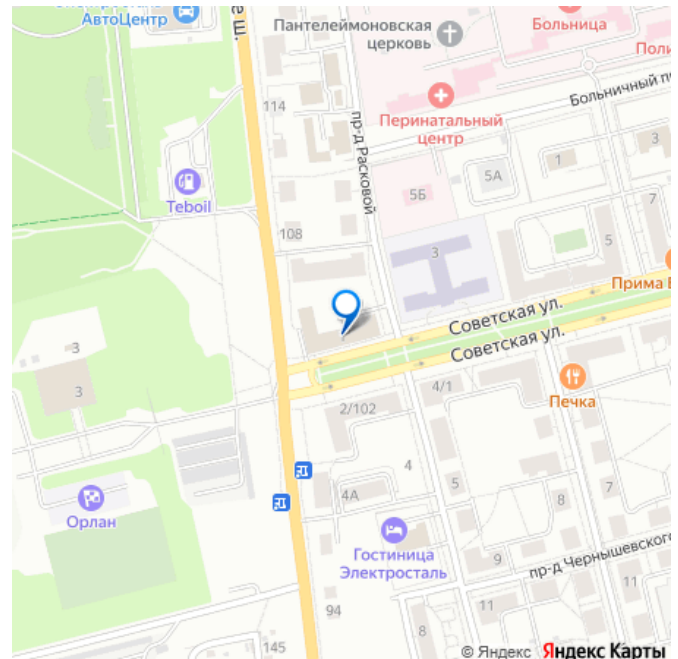 АвтоЦентр
ш.
Пантелеймоновская
церковь
Больница
Больничный
114
Перинатальный
центр
пр-д Расковой
1
3
5А
5Б
Teboil
108
7
5
3
Прима
Советская ул.
Советская ул.
3
3
4/1
Печка
2/102
4
4А
5
8
7
Орлан
Гостиница
Электросталь
9
пр-д Чернышевского
94
11
11
8
145
© Яндекс Яндекс Карты